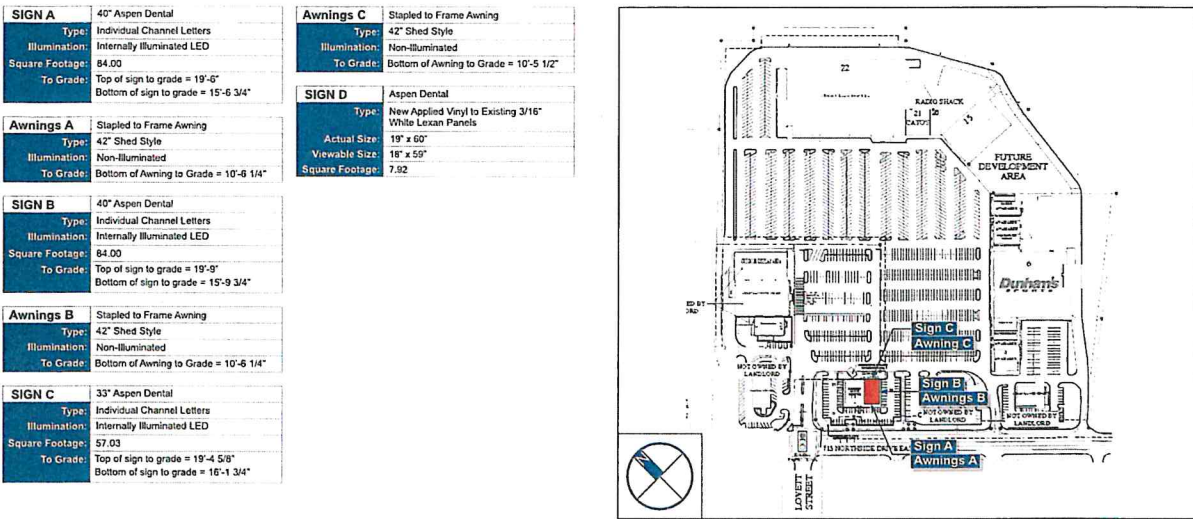 SIGN A
40" Aspen Dental
Type: Individual Channel Letters
Illumination: Internally Illuminated LED
Square Footage: 84.00
To Grade: Top of sign to grade = 19'-6"
Bottom of sign to grade = 15'-6 3/4"
Awnings A
Stapled to Frame Awning
Type: 42" Shed Style
Illumination: Non-Illuminated
To Grade: Bottom of Awning to Grade = 10'-6 1/4"
SIGN B
40" Aspen Dental
Type: Individual Channel Letters
Illumination: Internally Illuminated LED
Square Footage: 84.00
To Grade: Top of sign to grade = 19'-9"
Bottom of sign to grade = 15'-9 3/4"
Awnings B
Stapled to Frame Awning
Type: 42" Shed Style
Illumination: Non-Illuminated
To Grade: Bottom of Awning to Grade = 10'-6 1/4"
SIGN C
33" Aspen Dental
Type: Individual Channel Letters
Illumination: Internally Illuminated LED
Square Footage: 57.03
To Grade: Top of sign to grade = 19'-4 5/8"
Bottom of sign to grade = 16'-1 3/4"
Awnings C
Stapled to Frame Awning
Type: 42" Shed Style
Illumination: Non-Illuminated
To Grade: Bottom of Awning to Grade = 10'-5 1/2"
SIGN D
Aspen Dental
Type: New Applied Vinyl to Existing 3/16"
White Lexan Panels
Actual Size: 19" x 60"
Viewable Size: 18" x 59"
Square Footage: 7.92
22
RADIO SHACK
21
20
CATO'S
15
FUTURE
DEVELOPMENT
AREA
6
Dunham's
SPORTS
Sign C
Awning C
NOT OWNED BY
LANDLORD
Sign B
Awnings B
NOT OWNED BY
LANDLORD
NOT OWNED BY
LANDLORD
Sign A
Awnings A
715 NORTHSIDE DRIVE EA
LOVETT
STREET
N